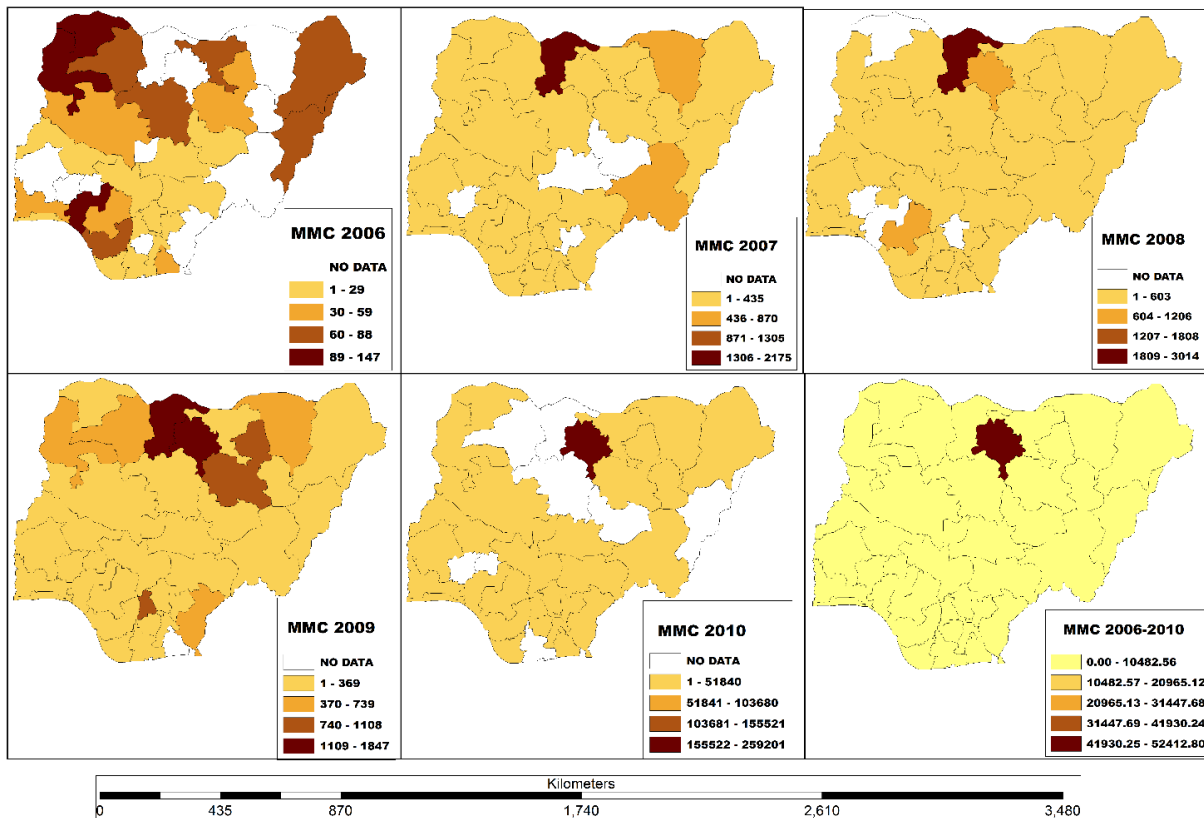 MMC 2006
NO DATA
1 - 29
30 - 59
60 - 88
89 - 147
MMC 2007
NO DATA
1 - 435
436 - 870
871 - 1305
1306 - 2175
MMC 2008
NO DATA
1 - 603
604 - 1206
1207 - 1808
1809 - 3014
MMC 2009
NO DATA
1 - 369
370 - 739
740 - 1108
1109 - 1847
MMC 2010
NO DATA
1 - 51840
51841 - 103680
103681 - 155521
155522 - 259201
MMC 2006-2010
0.00 - 10482.56
10482.57 - 20965.12
20965.13 - 31447.68
31447.69 - 41930.24
41930.25 - 52412.80
Kilometers
0 435 870 1,740 2,610 3,480